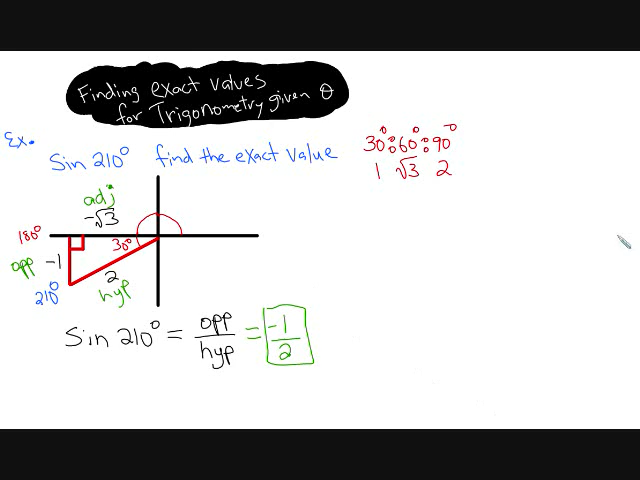 Finding exact values
for Trigonometry given θ
Ex.
Sin 210° find the exact value
30° : 60° : 90°
1 √3 2
adj
-√3
180°
30°
opp -1
2
210°
hyp
Sin 210° = opp/hyp = -1/2